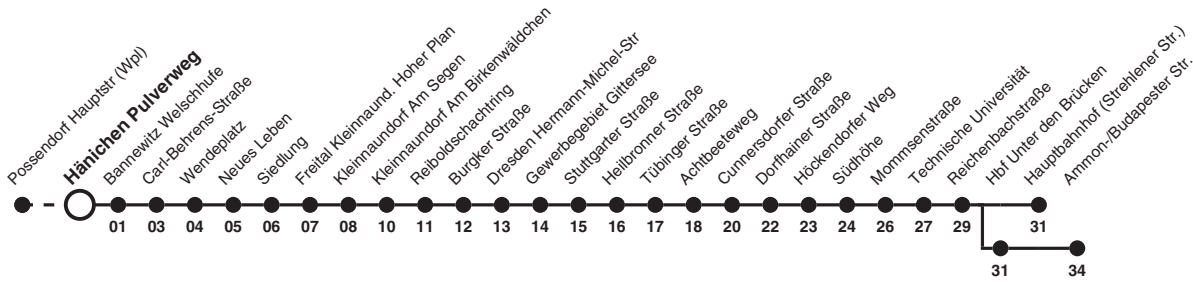 Possendorf Hauptstr (Wpl)
Hänichen Pulverweg
Bannewitz Welschhufe
Carl-Behrens-Straße
Wendeplatz
Neues Leben
Siedlung
Freital Kleinnaund. Hoher Plan
Kleinnaundorf Am Segen
Kleinnaundorf Am Birkenwäldchen
Reiboldschachtring
Burgker Straße
Dresden Hermann-Michel-Str
Gewerbegebiet Gittersee
Stuttgarter Straße
Heilbronner Straße
Tübinger Straße
Achtbeeteweg
Cunnersdorfer Straße
Dorfhainer Straße
Höckendorfer Weg
Südhöhe
Mommsenstraße
Technische Universität
Reichenbachstraße
Hbf Unter den Brücken
Hauptbahnhof (Strehlener Str.)
Ammon-/Budapester Str.
01 03 04 05 06 07 08 10 11 12 13 14 15 16 17 18 20 22 23 24 26 27 29 31
31 34